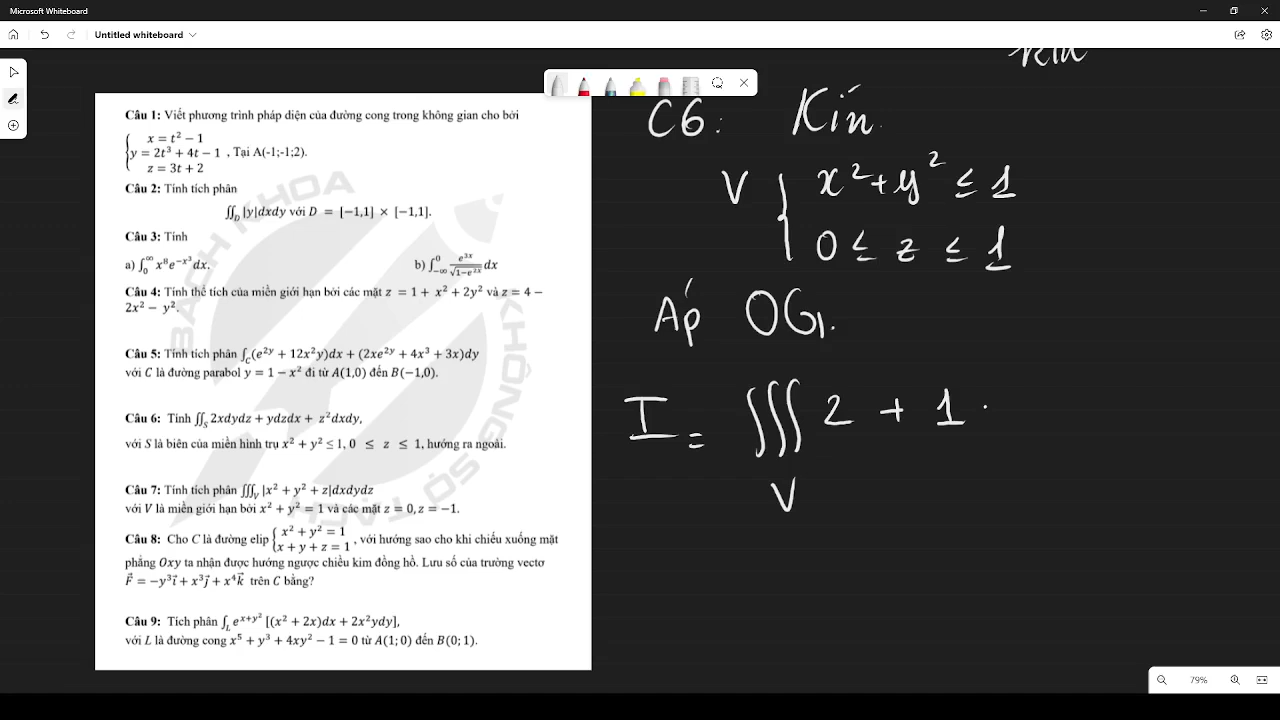 Microsoft Whiteboard
Untitled whiteboard
Câu 1: Viết phương trình pháp diện của đường cong trong không gian cho bởi
{ x = t² − 1
y = 2t³ + 4t − 1 , Tại A(-1;-1;2).
z = 3t + 2
Câu 2: Tính tích phân
∬_D |y|dxdy với D = [−1,1] × [−1,1].
Câu 3: Tính
a) ∫_0^∞ x⁸e^{−x³}dx. b) ∫_{−∞}^0 e^{3x}/√(1−e^{2x}) dx
Câu 4: Tính thể tích của miền giới hạn bởi các mặt z = 1 + x² + 2y² và z = 4 −
2x² − y².
Câu 5: Tính tích phân ∫_C(e^{2y} + 12x²y)dx + (2xe^{2y} + 4x³ + 3x)dy
với C là đường parabol y = 1 − x² đi từ A(1,0) đến B(−1,0).
Câu 6: Tính ∬_S 2xdydz + ydzdx + z²dxdy,
với S là biên của miền hình trụ x² + y² ≤ 1, 0 ≤ z ≤ 1, hướng ra ngoài.
Câu 7: Tính tích phân ∭_V |x² + y² + z|dxdydz
với V là miền giới hạn bởi x² + y² = 1 và các mặt z = 0, z = −1.
Câu 8: Cho C là đường elip { x² + y² = 1
x + y + z = 1 , với hướng sao cho khi chiếu xuống mặt
phẳng Oxy ta nhận được hướng ngược chiều kim đồng hồ. Lưu số của trường vectơ
F⃗ = −y³i⃗ + x³j⃗ + x⁴k⃗ trên C bằng?
Câu 9: Tích phân ∫_L e^{x+y²} [(x² + 2x)dx + 2x²ydy],
với L là đường cong x⁵ + y³ + 4xy² − 1 = 0 từ A(1; 0) đến B(0; 1).
BÁCH KHOA
KHÔNG
SỢ TẠCH
C6: Kín.
V { x² + y² ≤ 1
0 ≤ z ≤ 1
Áp OG1.
I = ∭ 2 + 1 .
V
79%